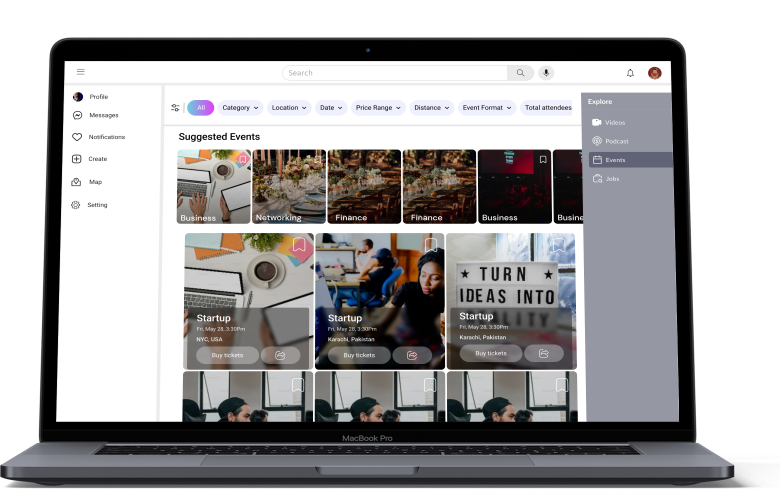 Search
Profile
Messages
Notifications
Create
Map
Setting
All
Category
Location
Date
Price Range
Distance
Event Format
Total attendees
Explore
Videos
Podcast
Events
Jobs
Suggested Events
Business
Networking
Finance
Finance
Business
Busine
Startup
Fri, May 28, 3:30Pm
NYC, USA
Buy tickets
Startup
Fri, May 28, 3:30Pm
Karachi, Pakistan
Buy tickets
TURN
IDEAS INTO
REALITY
Startup
Fri, May 28, 3:30Pm
Karachi, Pakistan
Buy tickets
MacBook Pro